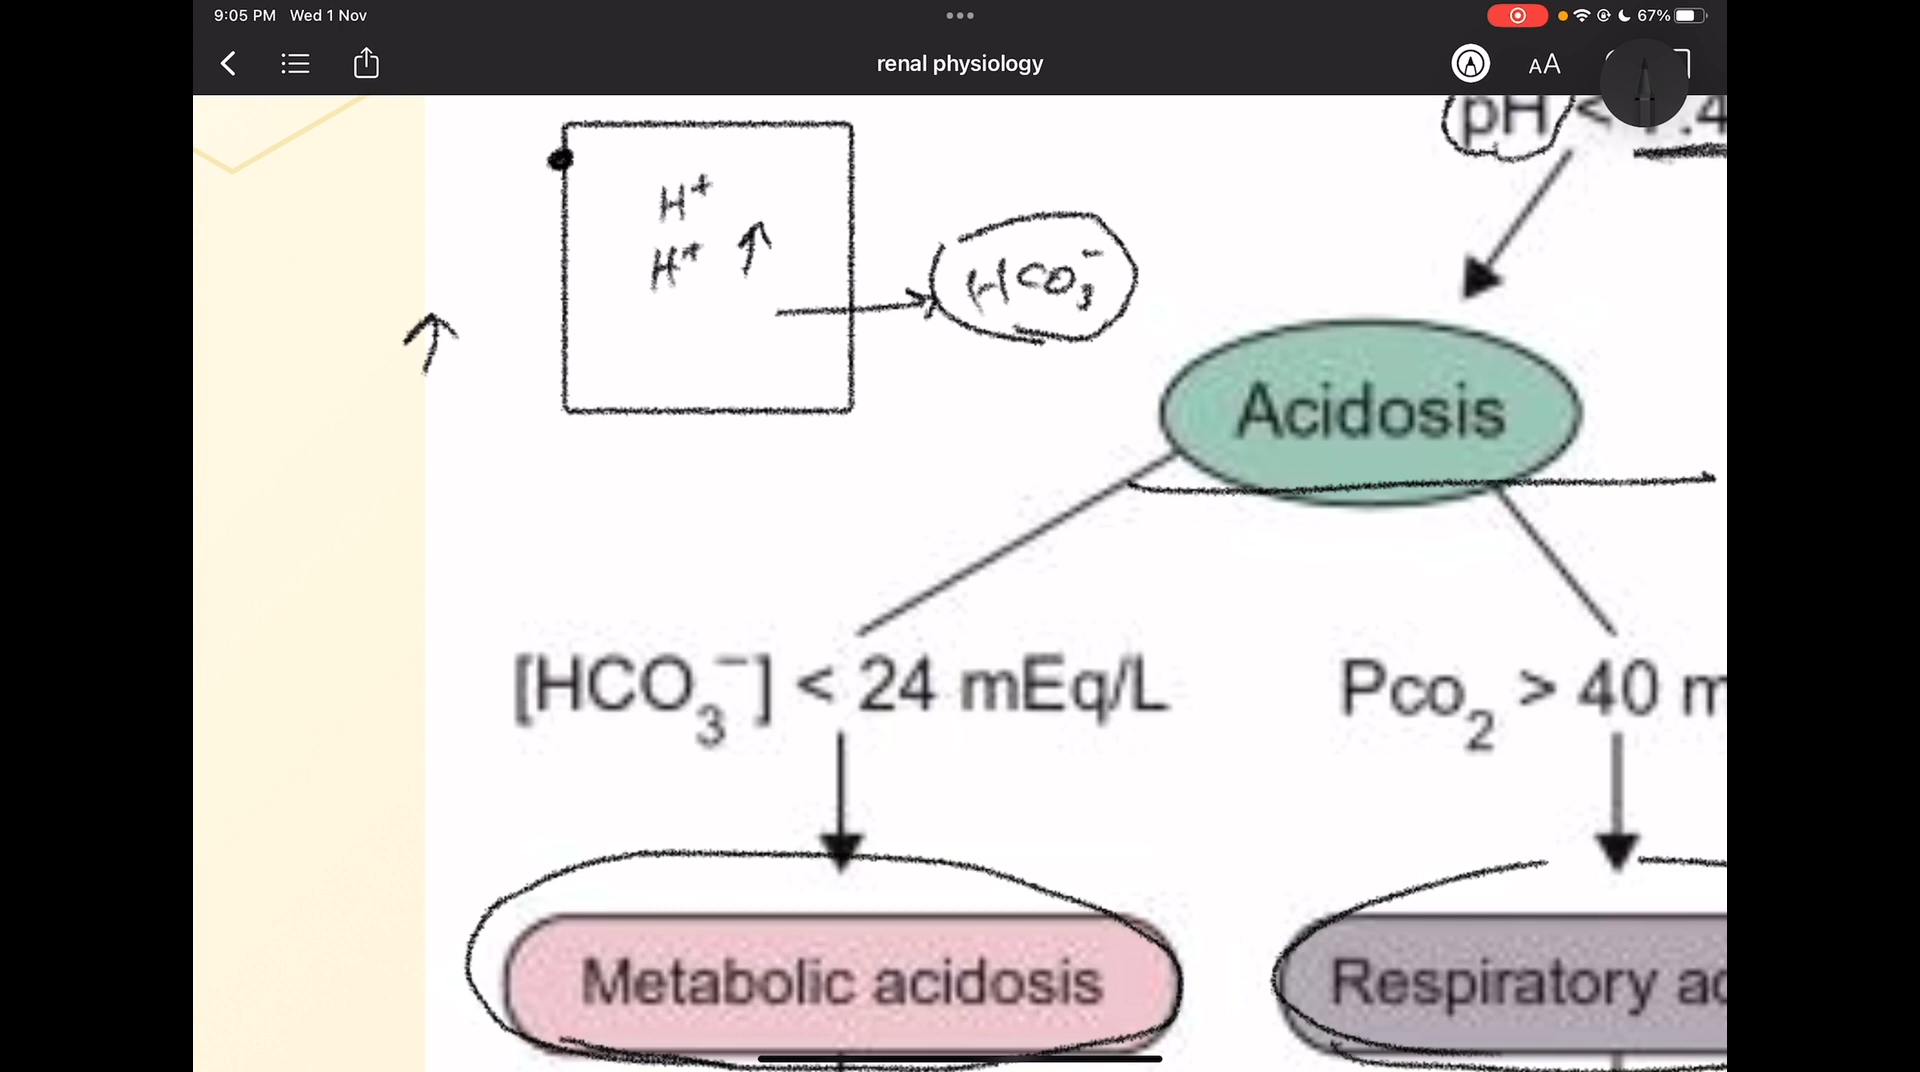 9:05 PM Wed 1 Nov
67%
renal physiology
AA
pH <
H+
H+ ↑
HCO3-
↑
Acidosis
[HCO3−] < 24 mEq/L
Pco2 > 40 m
Metabolic acidosis
Respiratory ac